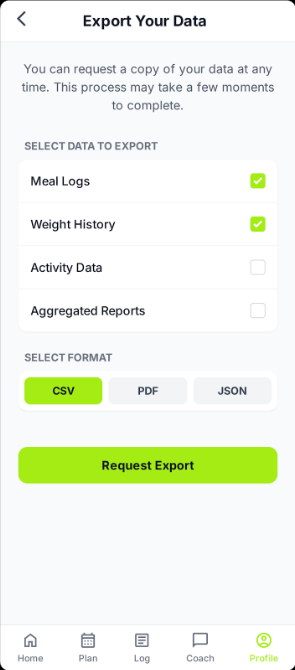 Export Your Data
You can request a copy of your data at any
time. This process may take a few moments
to complete.
SELECT DATA TO EXPORT
Meal Logs
Weight History
Activity Data
Aggregated Reports
SELECT FORMAT
CSV PDF JSON
Request Export
Home Plan Log Coach Profile